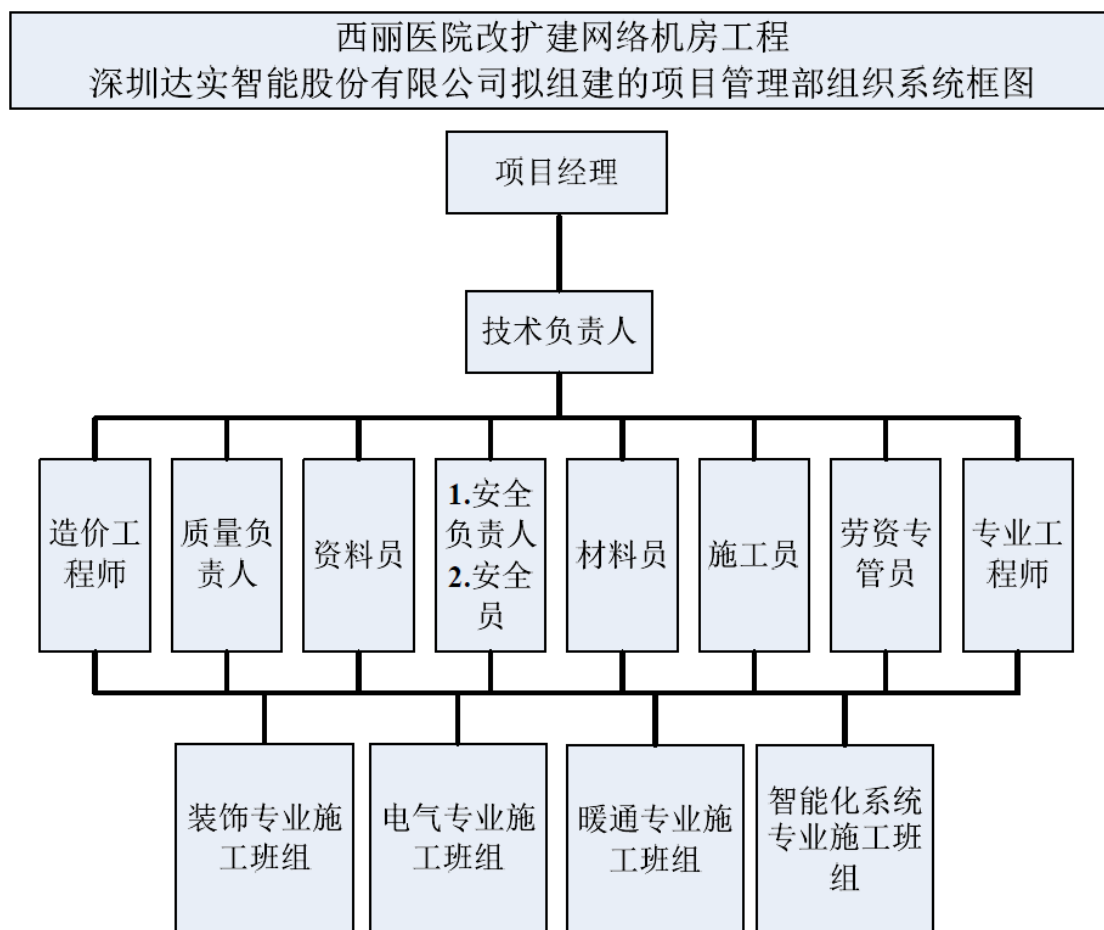 西丽医院改扩建网络机房工程
深圳达实智能股份有限公司拟组建的项目管理部组织系统框图
项目经理
技术负责人
造价工
程师
质量负
责人
资料员
1.安全
负责人
2.安全
员
材料员
施工员
劳资专
管员
专业工
程师
装饰专业施
工班组
电气专业施
工班组
暖通专业施
工班组
智能化系统
专业施工班
组